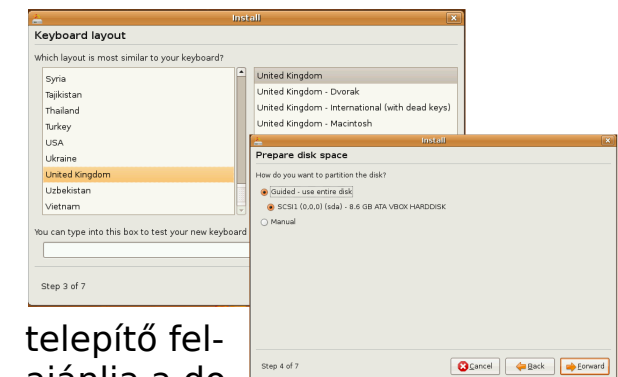 Install
Keyboard layout
Which layout is most similar to your keyboard?
Syria
Tajikistan
Thailand
Turkey
USA
Ukraine
United Kingdom
Uzbekistan
Vietnam
United Kingdom
United Kingdom - Dvorak
United Kingdom - International (with dead keys)
United Kingdom - Macintosh
You can type into this box to test your new keyboard
Step 3 of 7
Install
Prepare disk space
How do you want to partition the disk?
Guided - use entire disk
SCSI1 (0,0,0) (sda) - 8.6 GB ATA VBOX HARDDISK
Manual
Step 4 of 7
Cancel
Back
Forward
telepítő fel-
ajánlja a do